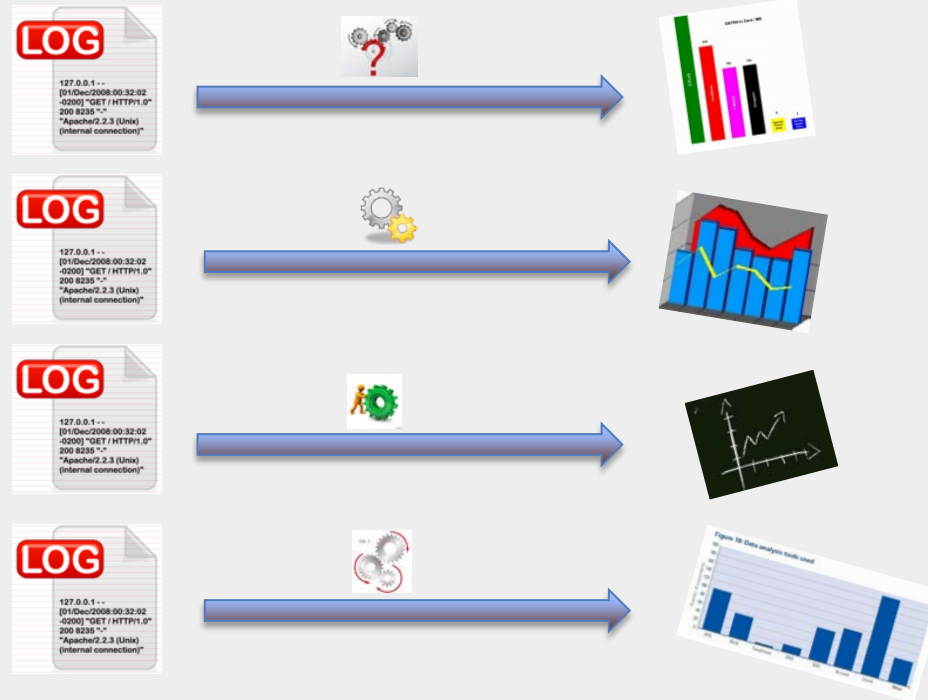 LOG
127.0.0.1 - -
[01/Dec/2008:00:32:02
-0200] "GET / HTTP/1.0"
200 8235 "-"
"Apache/2.2.3 (Unix)
(internal connection)"
LOG
127.0.0.1 - -
[01/Dec/2008:00:32:02
-0200] "GET / HTTP/1.0"
200 8235 "-"
"Apache/2.2.3 (Unix)
(internal connection)"
LOG
127.0.0.1 - -
[01/Dec/2008:00:32:02
-0200] "GET / HTTP/1.0"
200 8235 "-"
"Apache/2.2.3 (Unix)
(internal connection)"
LOG
127.0.0.1 - -
[01/Dec/2008:00:32:02
-0200] "GET / HTTP/1.0"
200 8235 "-"
"Apache/2.2.3 (Unix)
(internal connection)"
Figure 10: Data analysis tools used